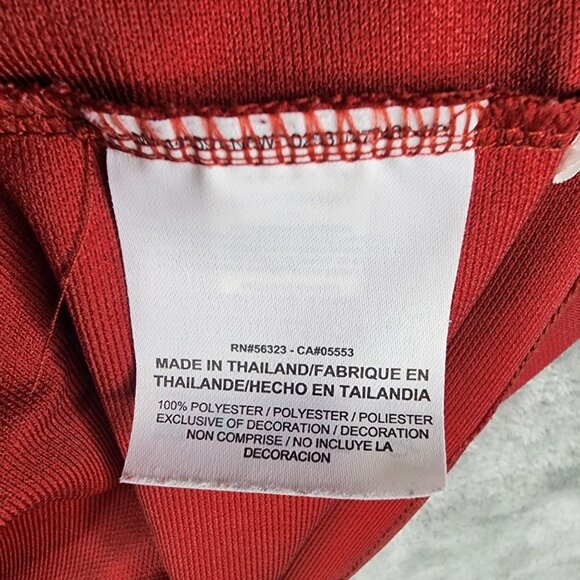 RN#56323 - CA#05553
MADE IN THAILAND/FABRIQUE EN
THAILANDE/HECHO EN TAILANDIA
100% POLYESTER / POLYESTER / POLIESTER
EXCLUSIVE OF DECORATION / DECORATION
NON COMPRISE / NO INCLUYE LA
DECORACION